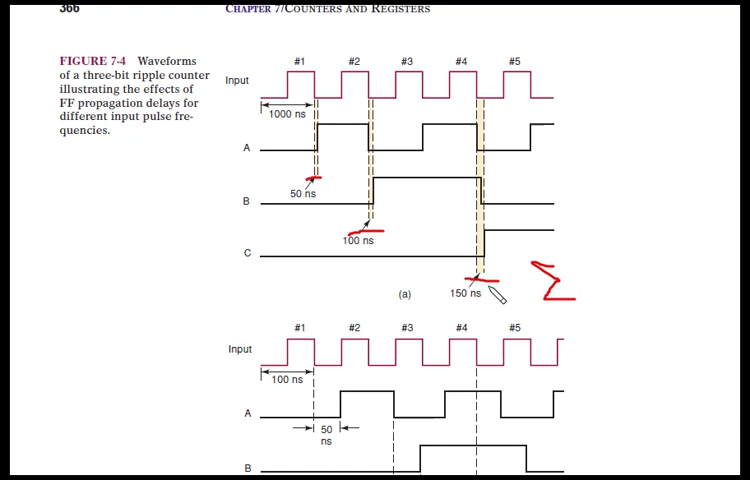 366
CHAPTER 7/COUNTERS AND REGISTERS
FIGURE 7-4 Waveforms
of a three-bit ripple counter
illustrating the effects of
FF propagation delays for
different input pulse fre-
quencies.
#1 #2 #3 #4 #5
Input
1000 ns
A
50 ns
B
100 ns
C
150 ns
(a)
#1 #2 #3 #4 #5
Input
100 ns
A
50
ns
B